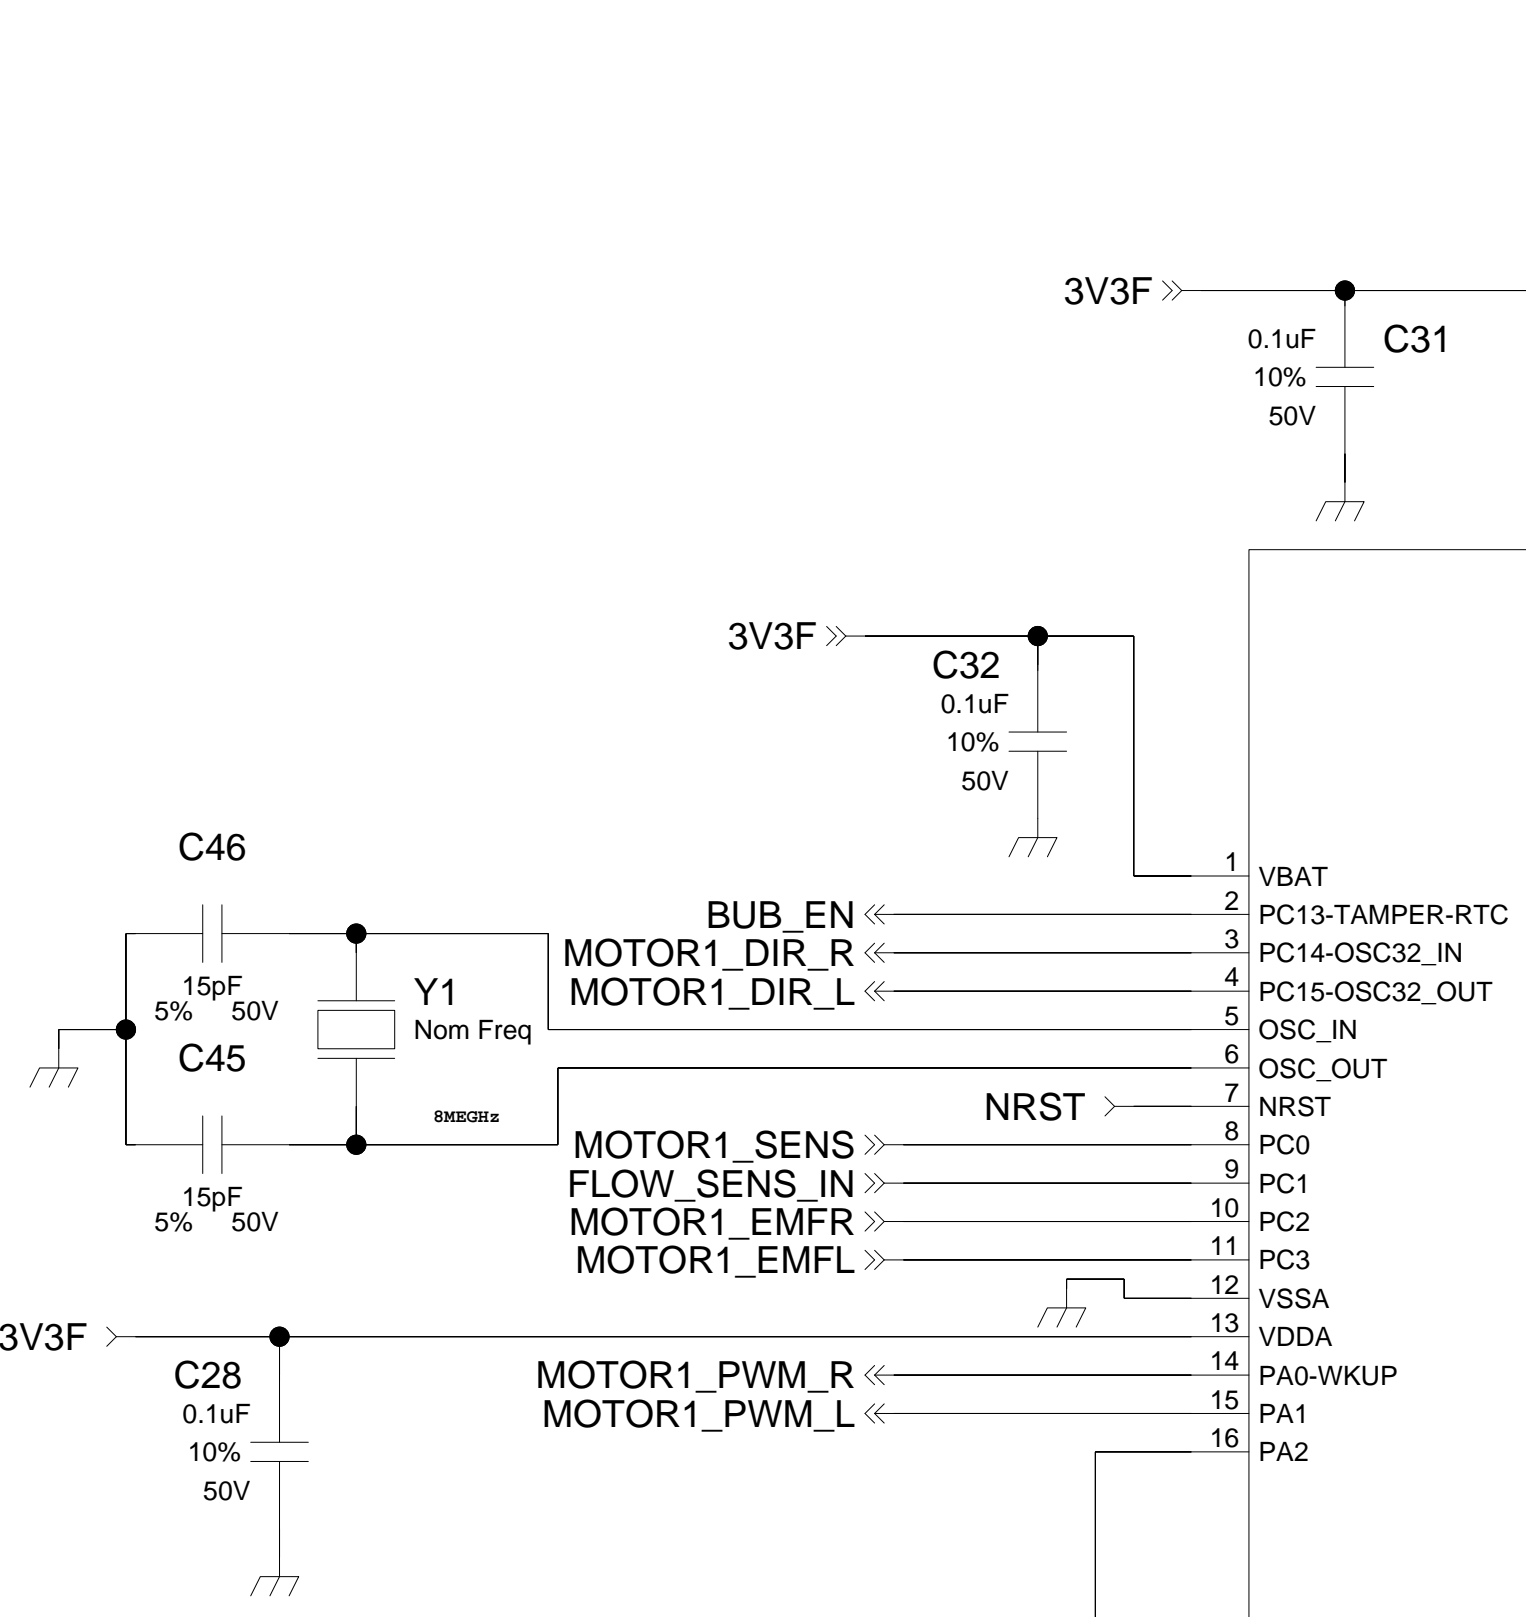 3V3F
0.1uF C31
10%
50V
3V3F
C32
0.1uF
10%
50V
C46
15pF
5% 50V
C45
15pF
5% 50V
Y1
Nom Freq
8MEGHz
1 VBAT
BUB_EN 2 PC13-TAMPER-RTC
MOTOR1_DIR_R 3 PC14-OSC32_IN
MOTOR1_DIR_L 4 PC15-OSC32_OUT
5 OSC_IN
6 OSC_OUT
NRST 7 NRST
MOTOR1_SENS 8 PC0
FLOW_SENS_IN 9 PC1
MOTOR1_EMFR 10 PC2
MOTOR1_EMFL 11 PC3
12 VSSA
3V3F 13 VDDA
MOTOR1_PWM_R 14 PA0-WKUP
MOTOR1_PWM_L 15 PA1
16 PA2
C28
0.1uF
10%
50V